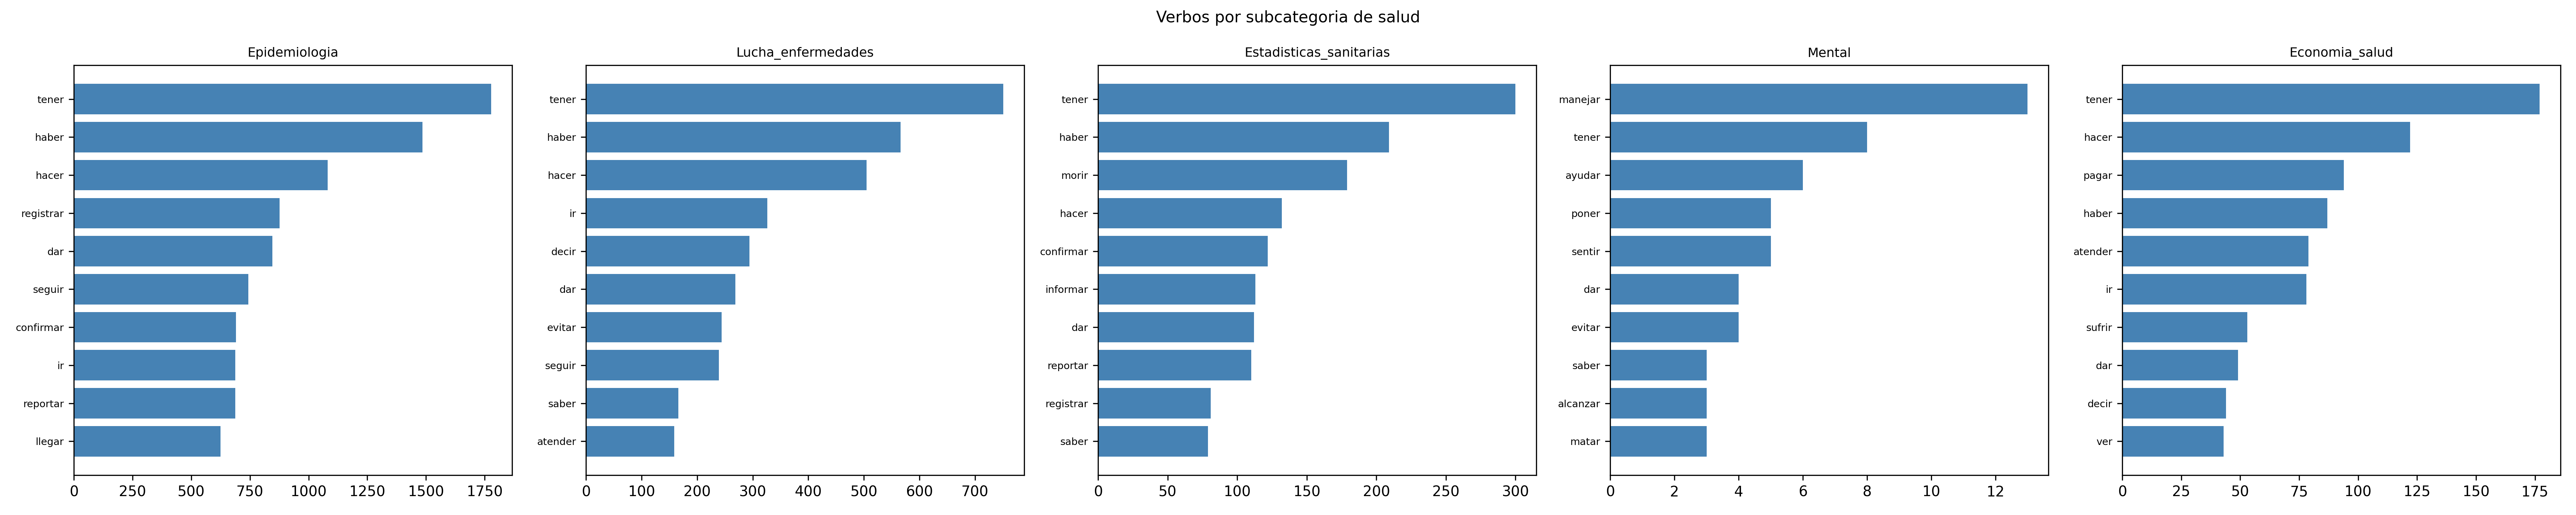 Verbos por subcategoria de salud
Epidemiologia
tener
haber
hacer
registrar
dar
seguir
confirmar
ir
reportar
llegar
0 250 500 750 1000 1250 1500 1750
Lucha_enfermedades
tener
haber
hacer
ir
decir
dar
evitar
seguir
saber
atender
0 100 200 300 400 500 600 700
Estadisticas_sanitarias
tener
haber
morir
hacer
confirmar
informar
dar
reportar
registrar
saber
0 50 100 150 200 250 300
Mental
manejar
tener
ayudar
poner
sentir
dar
evitar
saber
alcanzar
matar
0 2 4 6 8 10 12
Economia_salud
tener
hacer
pagar
haber
atender
ir
sufrir
dar
decir
ver
0 25 50 75 100 125 150 175